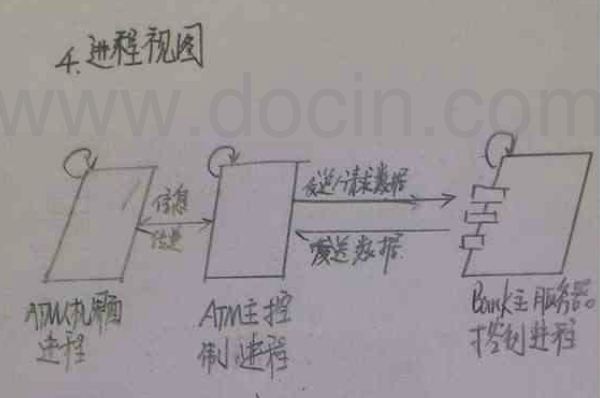 4.进程视图
www.docin.com
信息
传递
发送/请求数据
发送数据
ATM人机界面
进程
ATM主控
制进程
Bank主服务器
控制进程